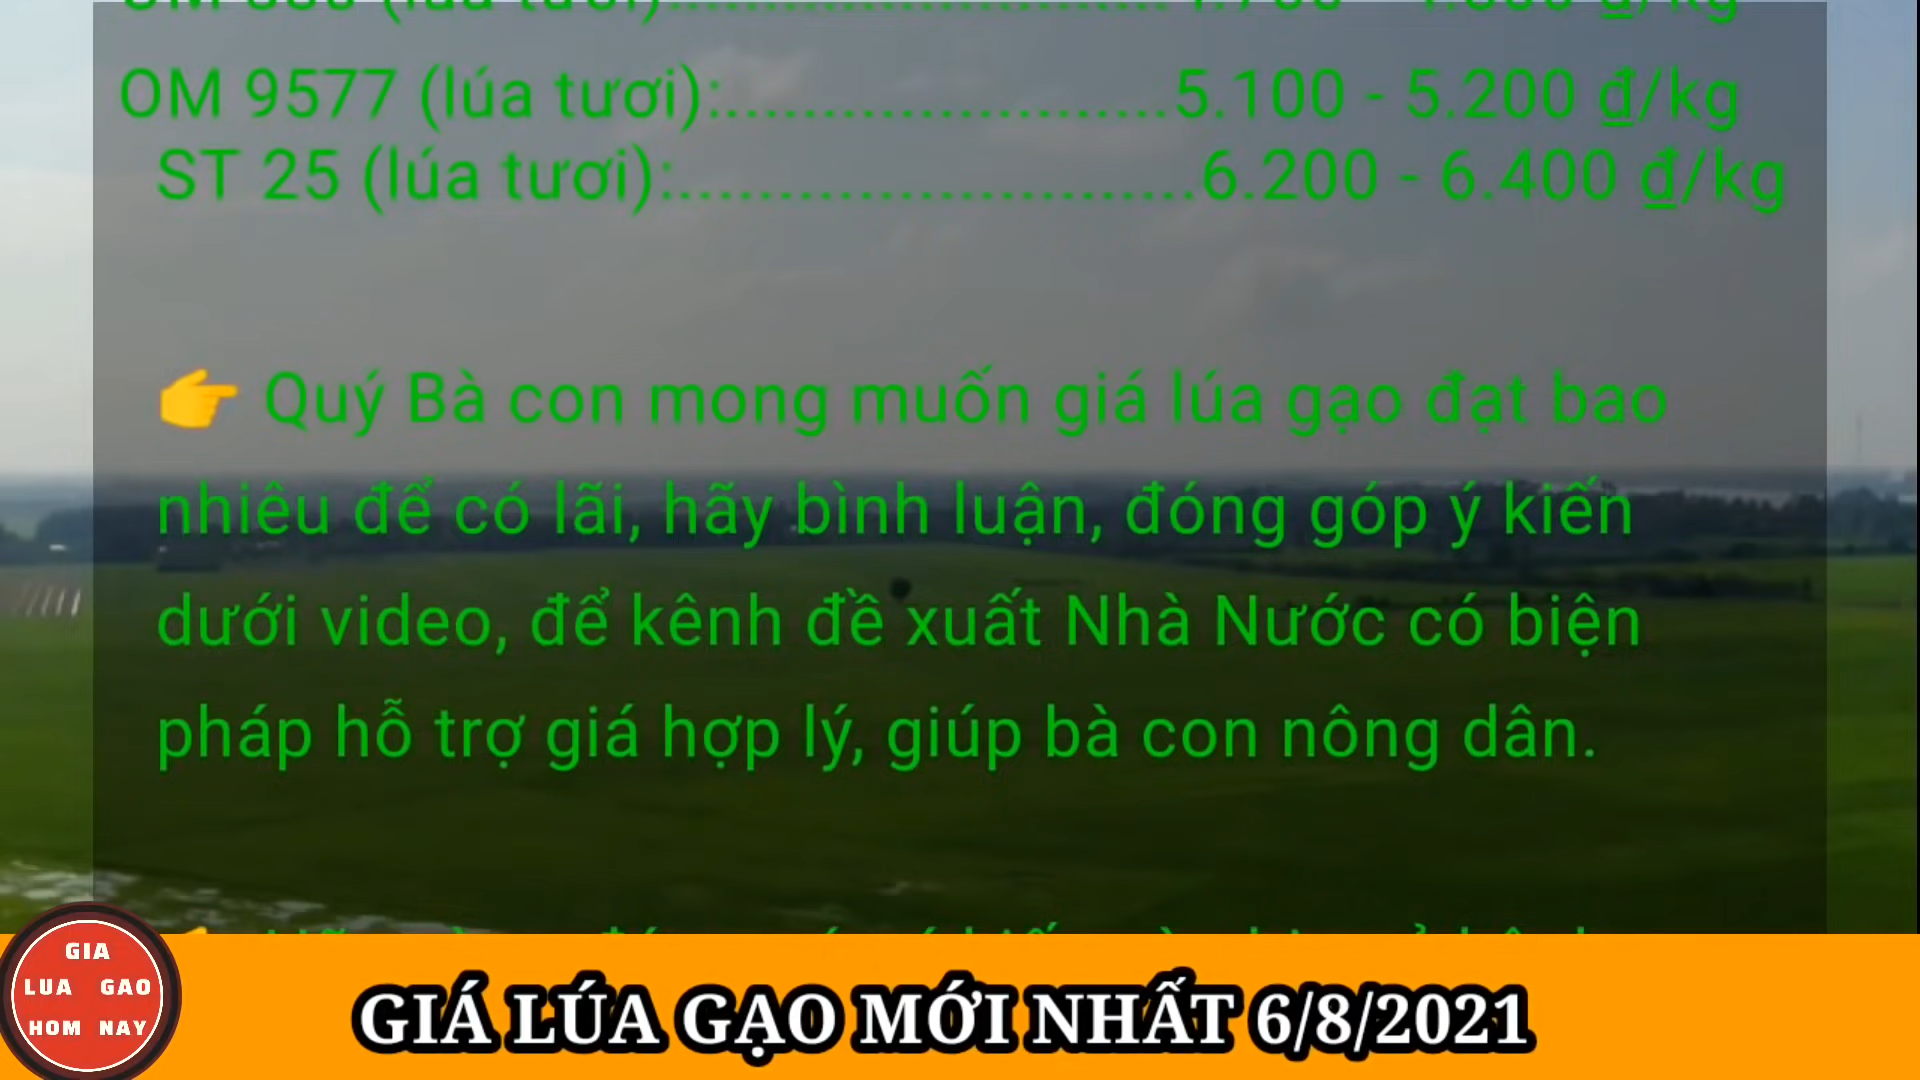 OM 9577 (lúa tươi):........................5.100 - 5.200 ₫/kg
ST 25 (lúa tươi):............................6.200 - 6.400 ₫/kg
👉 Quý Bà con mong muốn giá lúa gạo đạt bao
nhiêu để có lãi, hãy bình luận, đóng góp ý kiến
dưới video, để kênh đề xuất Nhà Nước có biện
pháp hỗ trợ giá hợp lý, giúp bà con nông dân.
GIA
LUA GAO
HOM NAY
GIÁ LÚA GẠO MỚI NHẤT 6/8/2021